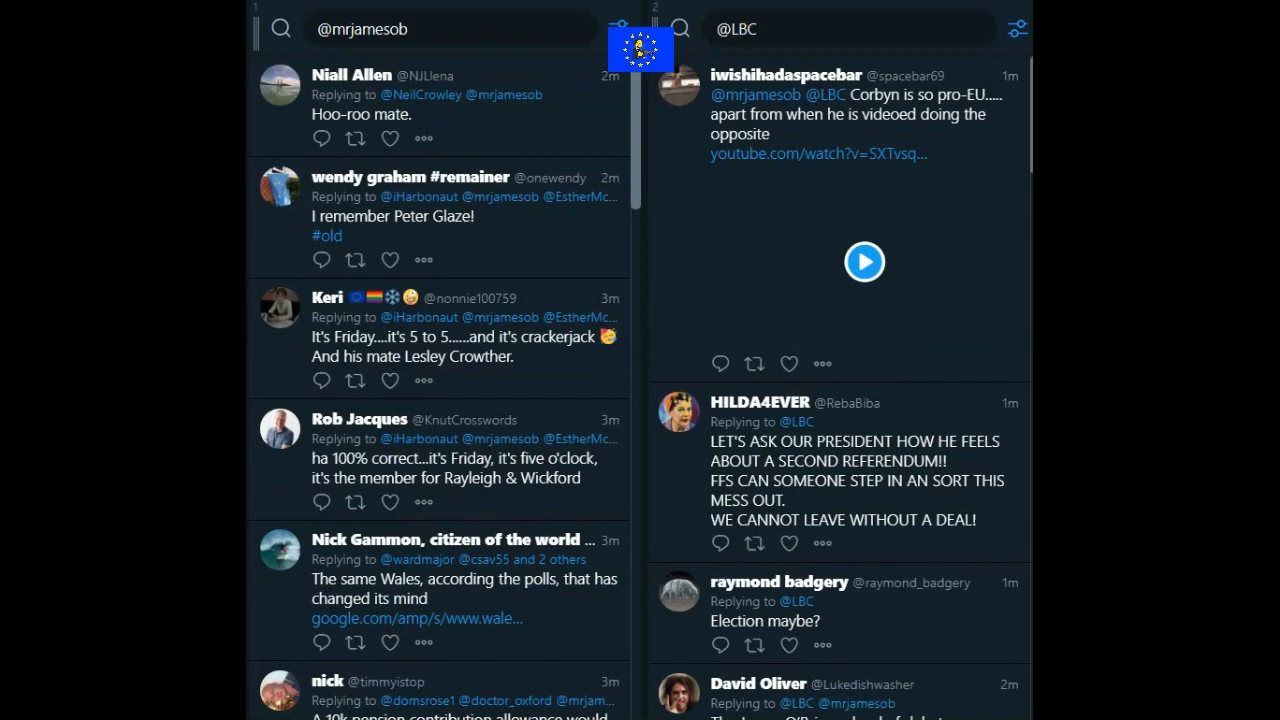 1
@mrjamesob
Niall Allen @NJLlena 2m
Replying to @NeilCrowley @mrjamesob
Hoo-roo mate.
wendy graham #remainer @onewendy 2m
Replying to @iHarbonaut @mrjamesob @EstherMc...
I remember Peter Glaze!
#old
Keri @nonnie100759 3m
Replying to @iHarbonaut @mrjamesob @EstherMc...
It's Friday....it's 5 to 5......and it's crackerjack
And his mate Lesley Crowther.
Rob Jacques @KnutCrosswords 3m
Replying to @iHarbonaut @mrjamesob @EstherMc...
ha 100% correct...it's Friday, it's five o'clock,
it's the member for Rayleigh & Wickford
Nick Gammon, citizen of the world ... 3m
Replying to @wardmajor @csav55 and 2 others
The same Wales, according to the polls, that has
changed its mind
google.com/amp/s/www.wale...
nick @timmyistop 3m
Replying to @domsrose1 @doctor_oxford @mrjam...
A 10k pension contribution allowance would
2
@LBC
iwishihadaspacebar @spacebar69 1m
@mrjamesob @LBC Corbyn is so pro-EU.....
apart from when he is videoed doing the
opposite
youtube.com/watch?v=SXTvsq...
HILDA4EVER @RebaBiba 1m
Replying to @LBC
LET'S ASK OUR PRESIDENT HOW HE FEELS
ABOUT A SECOND REFERENDUM!!
FFS CAN SOMEONE STEP IN AN SORT THIS
MESS OUT.
WE CANNOT LEAVE WITHOUT A DEAL!
raymond badgery @raymond_badgery 1m
Replying to @LBC
Election maybe?
David Oliver @Lukedishwasher 2m
Replying to @LBC @mrjamesob